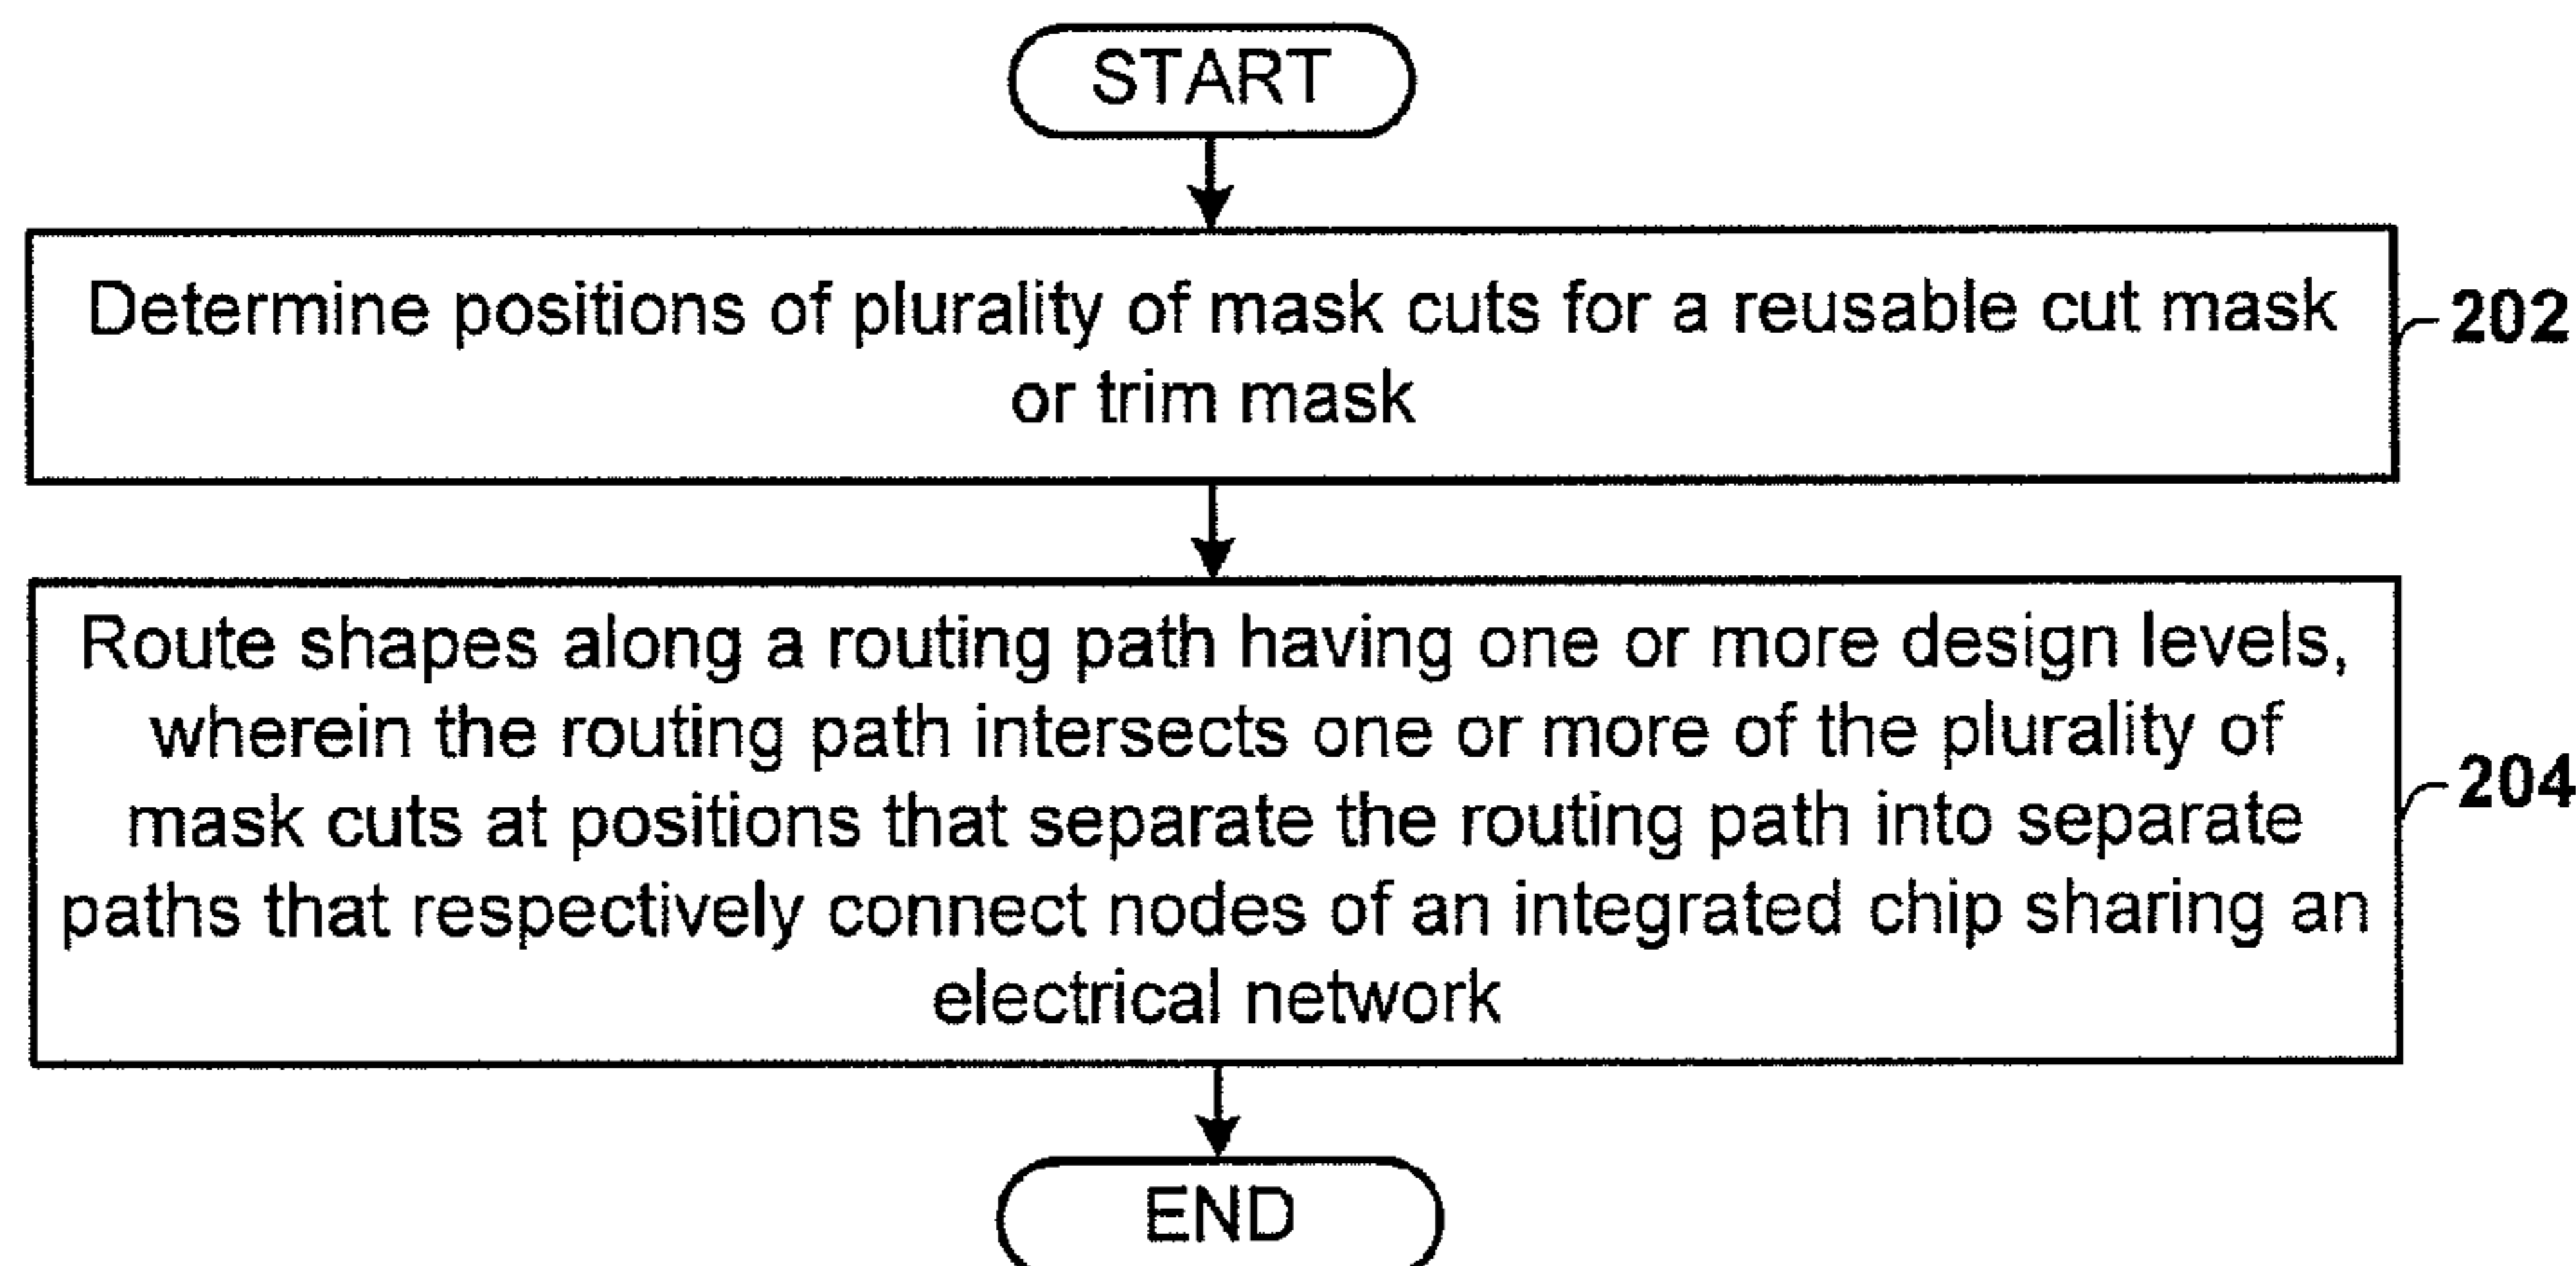 START
Determine positions of plurality of mask cuts for a reusable cut mask
or trim mask
202
Route shapes along a routing path having one or more design levels,
wherein the routing path intersects one or more of the plurality of
mask cuts at positions that separate the routing path into separate
paths that respectively connect nodes of an integrated chip sharing an
electrical network
204
END